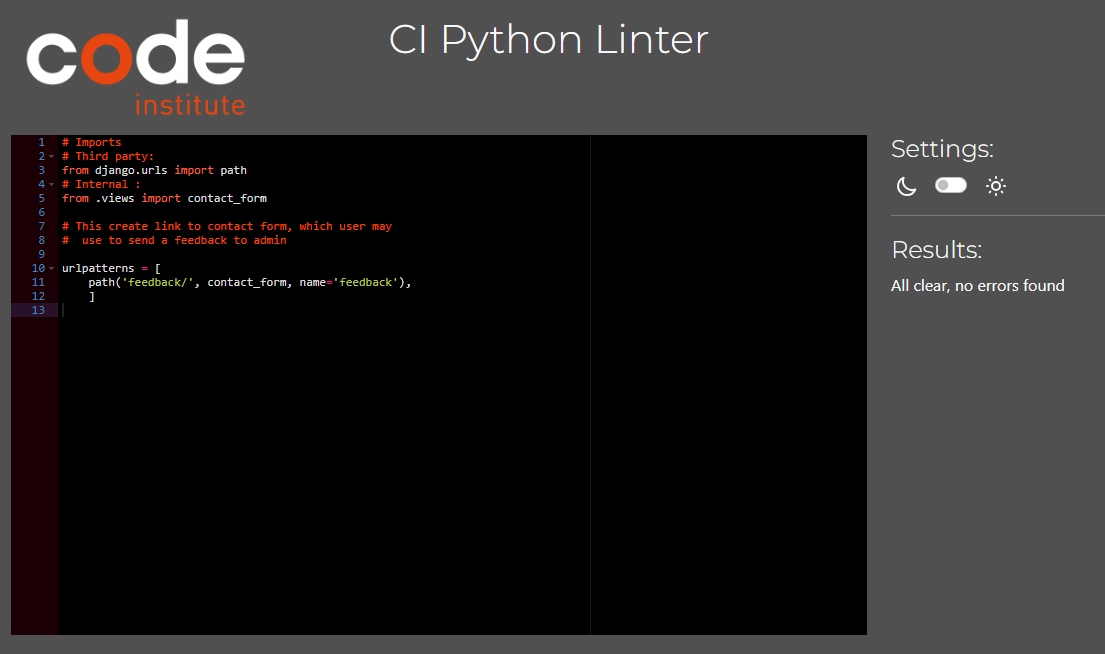 code
institute
CI Python Linter
1 # Imports
2 # Third party:
3 from django.urls import path
4 # Internal :
5 from .views import contact_form
6
7 # This create link to contact form, which user may
8 #  use to send a feedback to admin
9
10 urlpatterns = [
11     path('feedback/', contact_form, name='feedback'),
12     ]
13
Settings:
Results:
All clear, no errors found